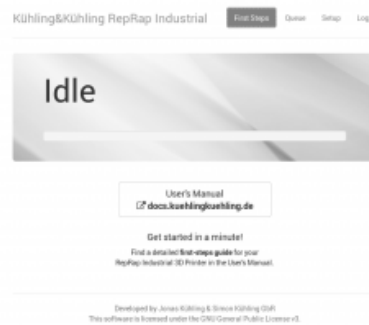 Kühling&Kühling RepRap Industrial
First Steps Queue Setup Log
Idle
User's Manual
docs.kuehlingkuehling.de
Get started in a minute!
Find a detailed first-steps guide for your
RepRap Industrial 3D Printer in the User's Manual.
Developed by Jonas Kühling & Simon Kühling GbR
This software is licensed under the GNU General Public License v3.